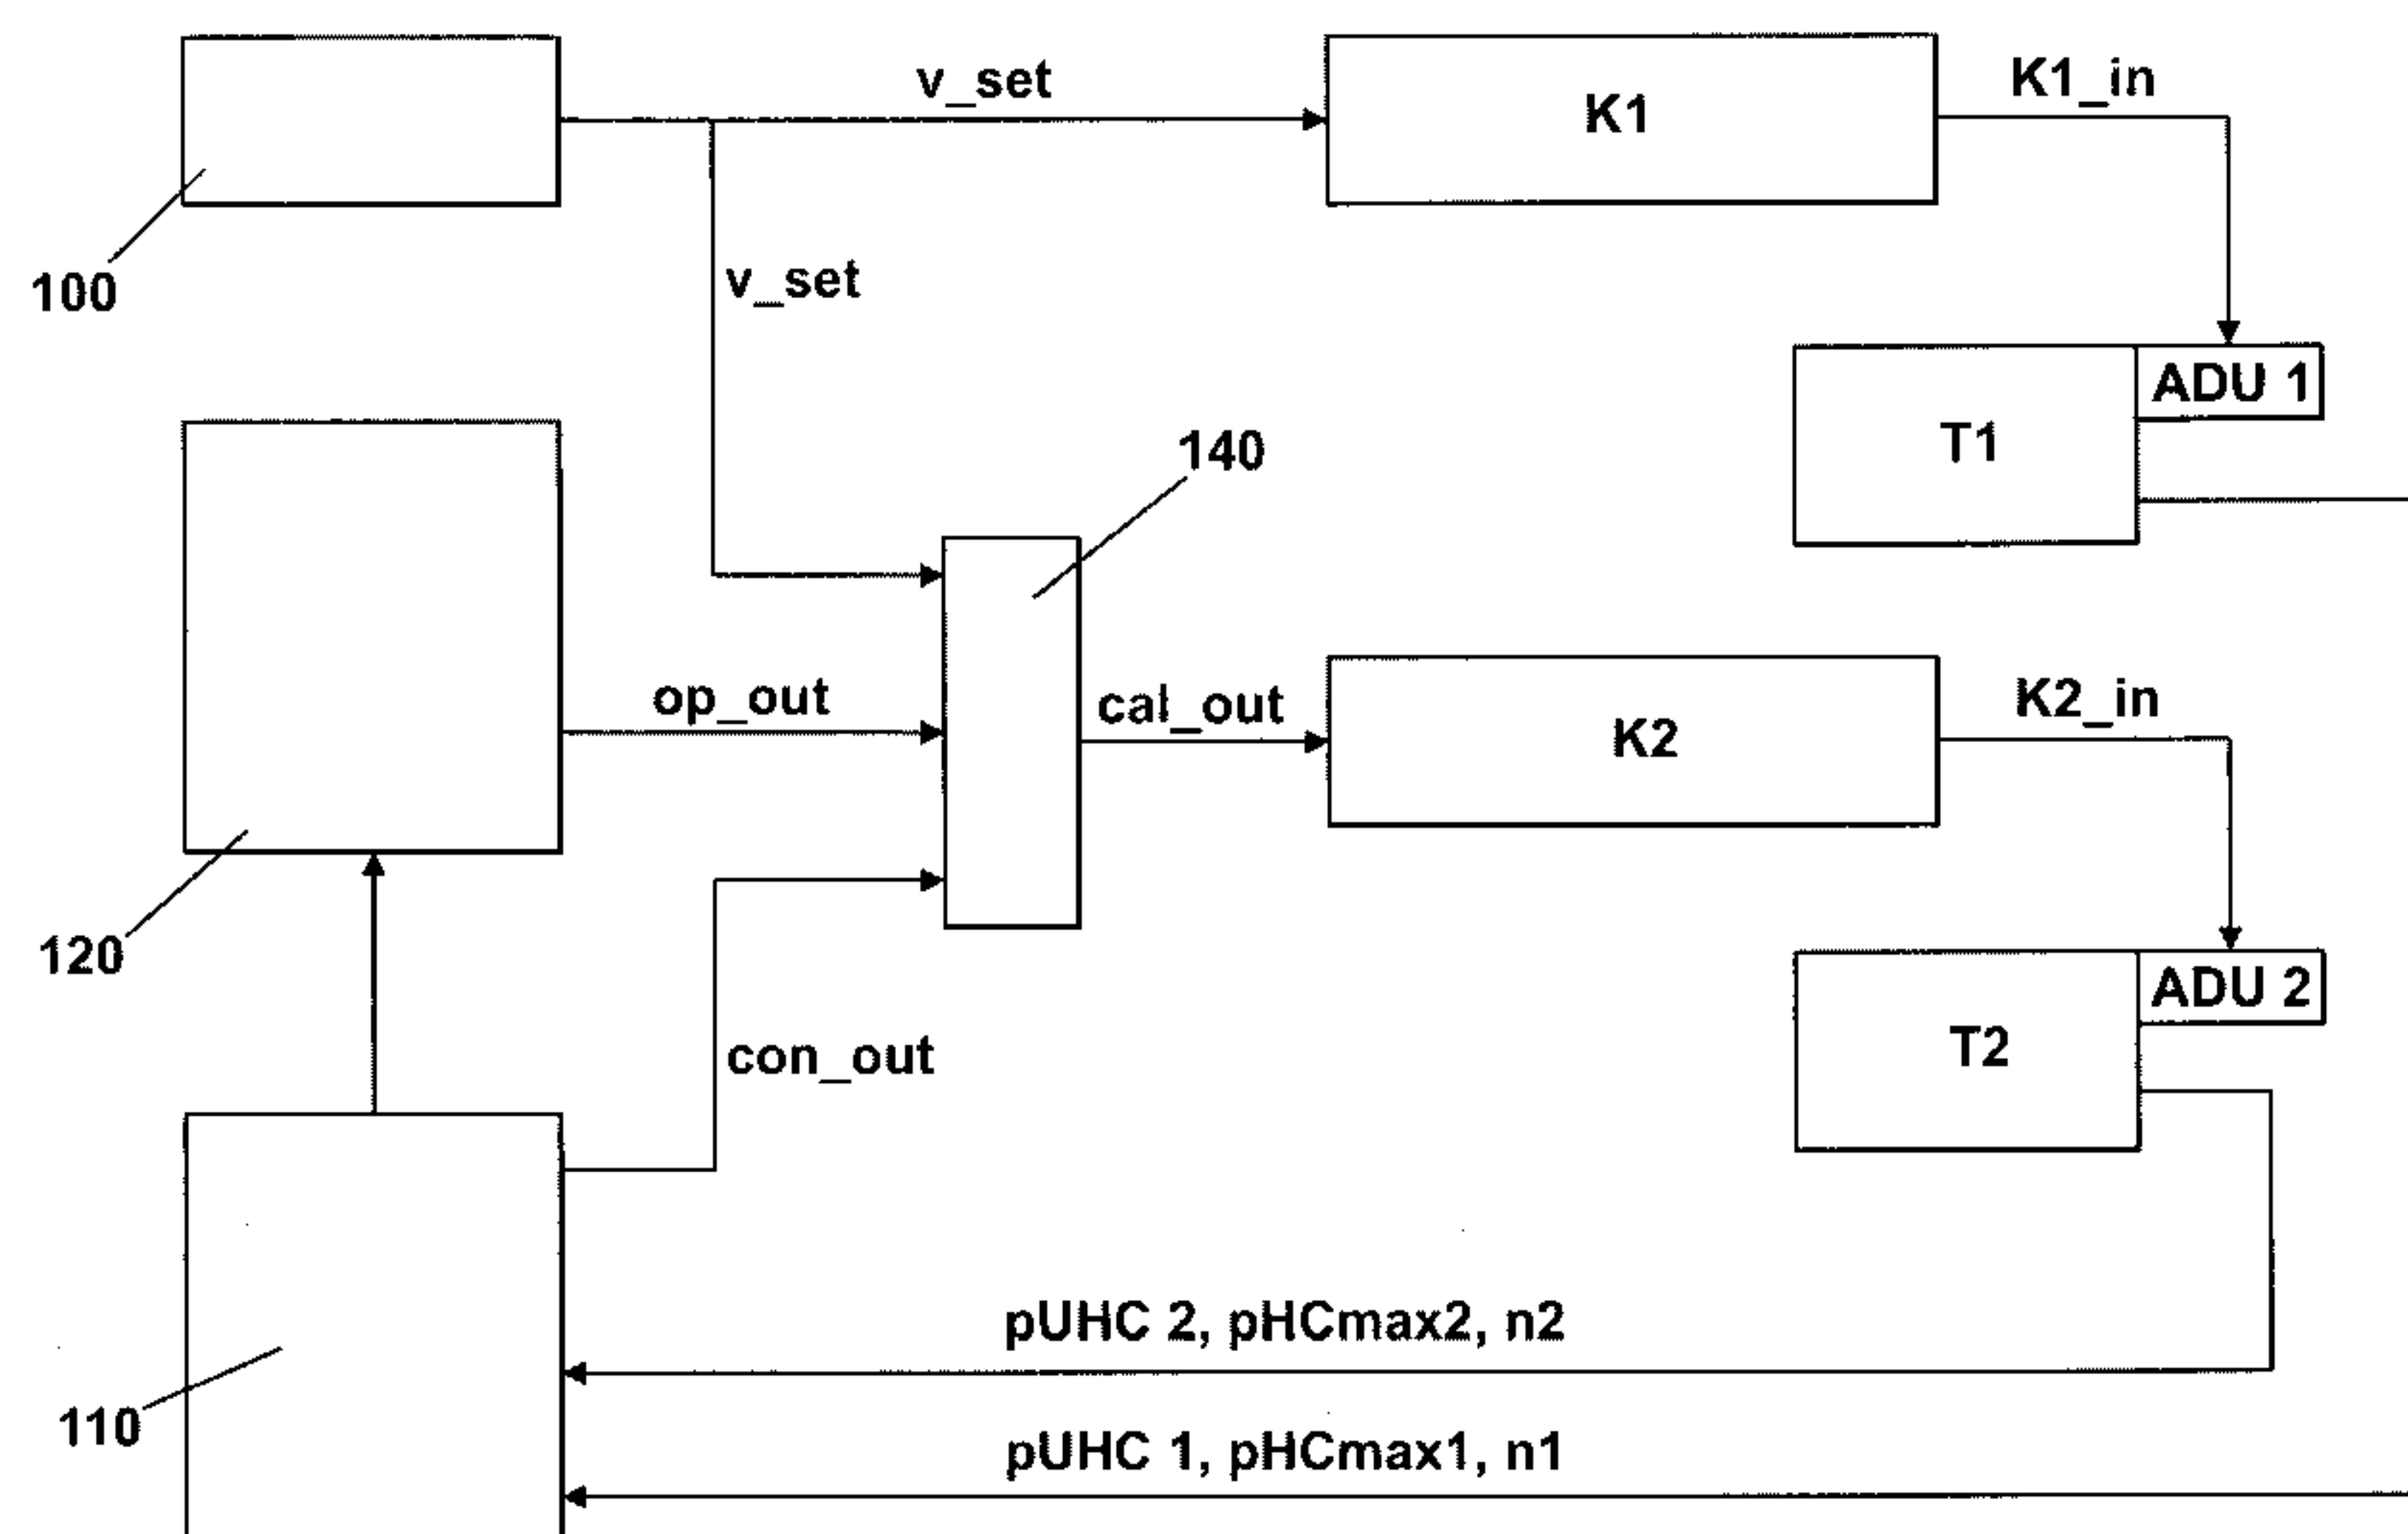 v_set
K1
K1_in
100
v_set
ADU 1
T1
140
op_out
cal_out
K2
K2_in
120
ADU 2
T2
con_out
pUHC 2, pHCmax2, n2
110
pUHC 1, pHCmax1, n1